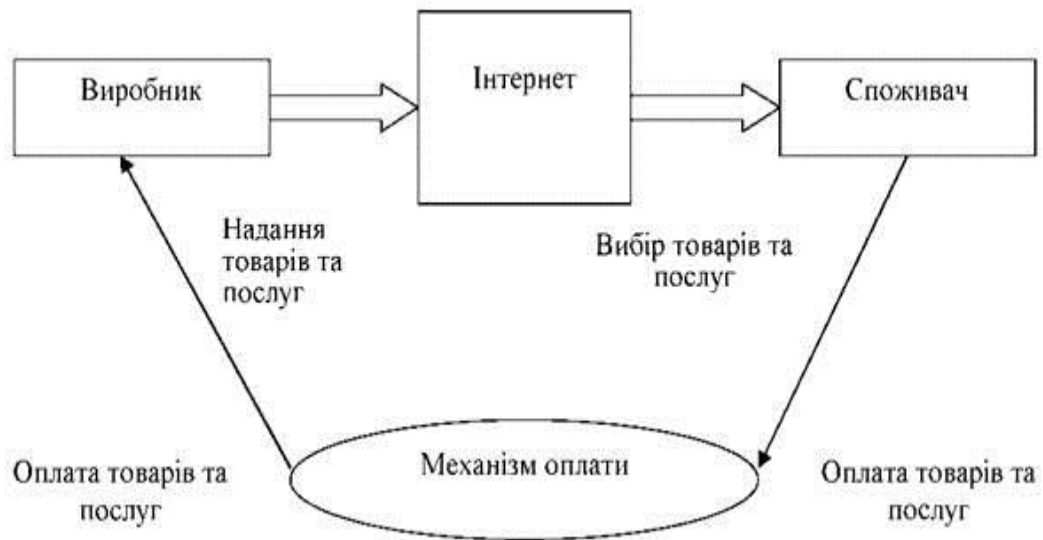 Виробник
Інтернет
Споживач
Надання
товарів та
послуг
Вибір товарів та
послуг
Механізм оплати
Оплата товарів та
послуг
Оплата товарів та
послуг